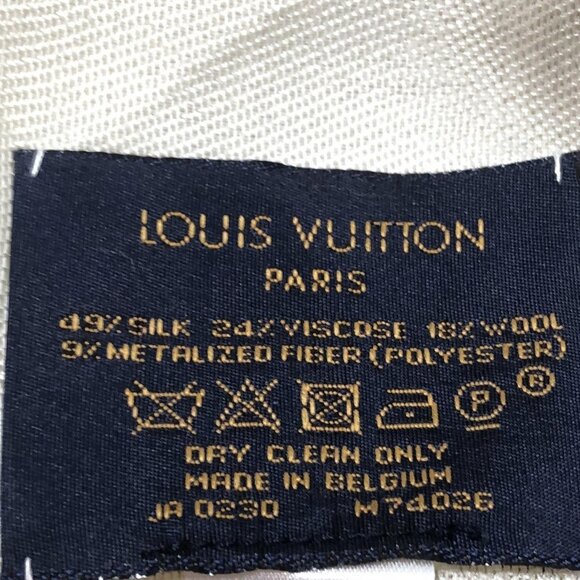 LOUIS VUITTON
PARIS
49% SILK 24% VISCOSE 18% WOOL
9% METALIZED FIBER (POLYESTER)
P ®
DRY CLEAN ONLY
MADE IN BELGIUM
JA 0230 M74026